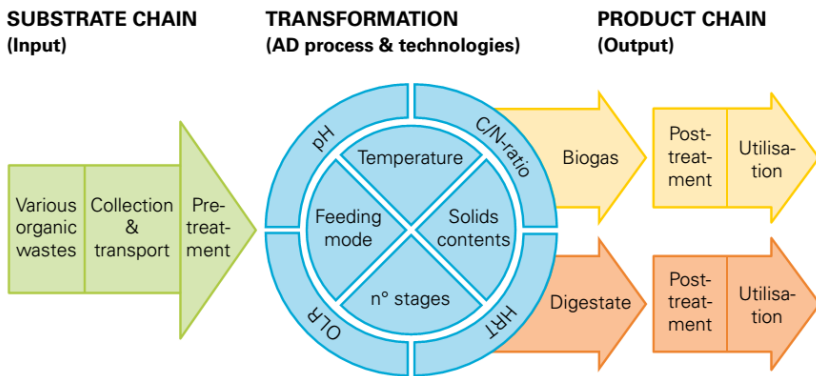 SUBSTRATE CHAIN
(Input)
TRANSFORMATION
(AD process & technologies)
PRODUCT CHAIN
(Output)
Various
organic
wastes
Collection
&
transport
Pre-
treat-
ment
pH
C/N-ratio
OLR
HRT
Temperature
Feeding
mode
Solids
contents
n° stages
Biogas
Post-
treat-
ment
Utilisa-
tion
Digestate
Post-
treat-
ment
Utilisa-
tion